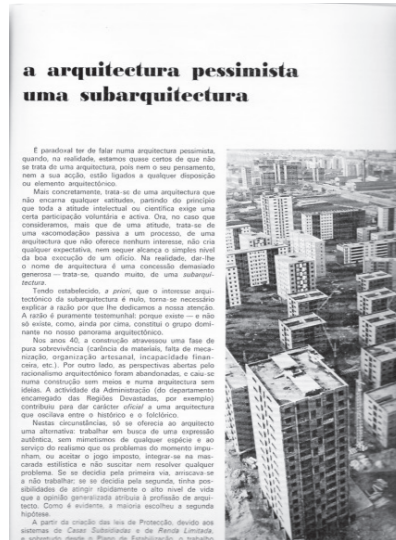 a arquitectura pessimista
uma subarquitectura
É paradoxal ter de falar numa arquitectura pessimista,
quando, na realidade, estamos quase certos de que não
se trata de uma arquitectura, pois nem o seu pensamento,
nem a sua acção, estão ligados a qualquer disposição
ou elemento arquitectónico.
Mais concretamente, trata-se de uma arquitectura que
não encarna qualquer «atitude», partindo do princípio
que toda a atitude intelectual ou científica exige uma
certa participação voluntária e activa. Ora, no caso que
consideramos, mais que de uma atitude, trata-se de
uma «acomodação» passiva a um processo, de uma
arquitectura que não oferece nenhum interesse, não cria
qualquer expectativa, nem sequer alcança o simples nível
da boa execução de um ofício. Na realidade, dar-lhe
o nome de arquitectura é uma concessão demasiado
generosa — trata-se, quando muito, de uma subarqui-
tectura.
Tendo estabelecido, a priori, que o interesse arqui-
tectónico da subarquitectura é nulo, torna-se necessário
explicar a razão por que lhe dedicamos a nossa atenção.
A razão é puramente testemunhal: porque existe — e não
só existe, como, ainda por cima, constitui o grupo domi-
nante no nosso panorama arquitectónico.
Nos anos 40, a construção atravessou uma fase de
pura sobrevivência (carência de materiais, falta de meca-
nização, organização artesanal, incapacidade finan-
ceira, etc.). Por outro lado, as perspectivas abertas pelo
racionalismo arquitectónico foram abandonadas, e caiu-se
numa construção sem meios e numa arquitectura sem
ideias. A actividade da Administração (do departamento
encarregado das Regiões Devastadas, por exemplo)
contribuiu para dar carácter oficial a uma arquitectura
que oscilava entre o histórico e o folclórico.
Nestas circunstâncias, só se oferecia ao arquitecto
uma alternativa: trabalhar em busca de uma expressão
autêntica, sem mimetismos de qualquer espécie e ao
serviço do realismo que os problemas do momento impu-
nham, ou aceitar o jogo imposto, integrar-se na mas-
carada estilística e não suscitar nem resolver qualquer
problema. Se se decidia pela primeira via, arriscava-se
a não trabalhar; se se decidia pela segunda, tinha pos-
sibilidades de atingir rapidamente o alto nível de vida
que a opinião generalizada atribuía à profissão de arqui-
tecto. Como é evidente, a maioria escolheu a segunda
hipótese.
A partir da criação das leis de Protecção, devido aos
sistemas de Casas Subsidiadas e de Renda Limitada,
e sobretudo desde o Plano de Estabilização, o trabalho